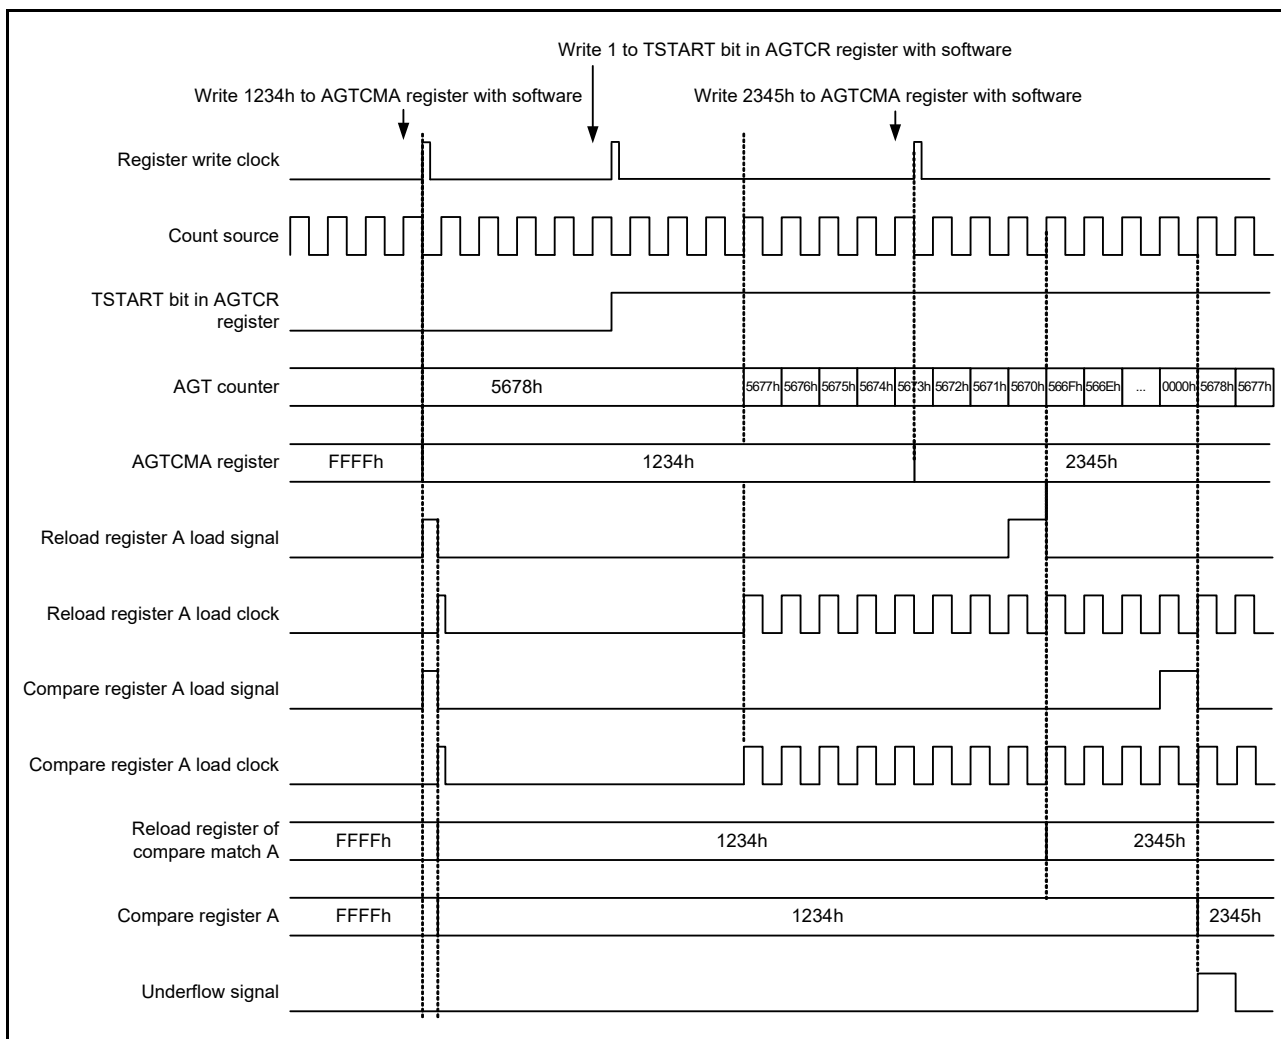 Write 1 to TSTART bit in AGTCR register with software
Write 1234h to AGTCMA register with software
Write 2345h to AGTCMA register with software
Register write clock
Count source
TSTART bit in AGTCR
register
AGT counter
5678h
5677h 5676h 5675h 5674h 5673h 5672h 5671h 5670h 566Fh 566Eh ... 0000h 5678h 5677h
AGTCMA register
FFFFh
1234h
2345h
Reload register A load signal
Reload register A load clock
Compare register A load signal
Compare register A load clock
Reload register of
compare match A
FFFFh
1234h
2345h
Compare register A
FFFFh
1234h
2345h
Underflow signal